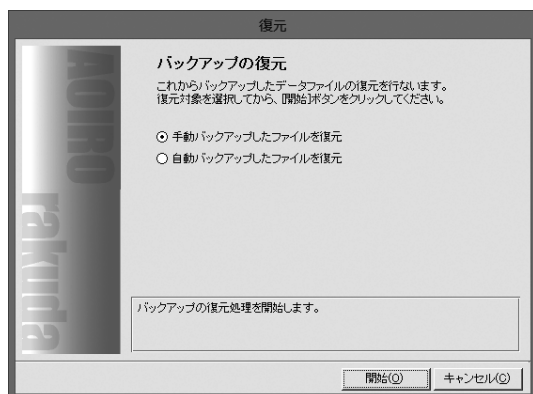 復元
AOIRO
rakuda
バックアップの復元
これからバックアップしたデータファイルの復元を行ないます。
復元対象を選択してから、[開始]ボタンをクリックしてください。
手動バックアップしたファイルを復元
自動バックアップしたファイルを復元
バックアップの復元処理を開始します。
開始(O)
キャンセル(C)